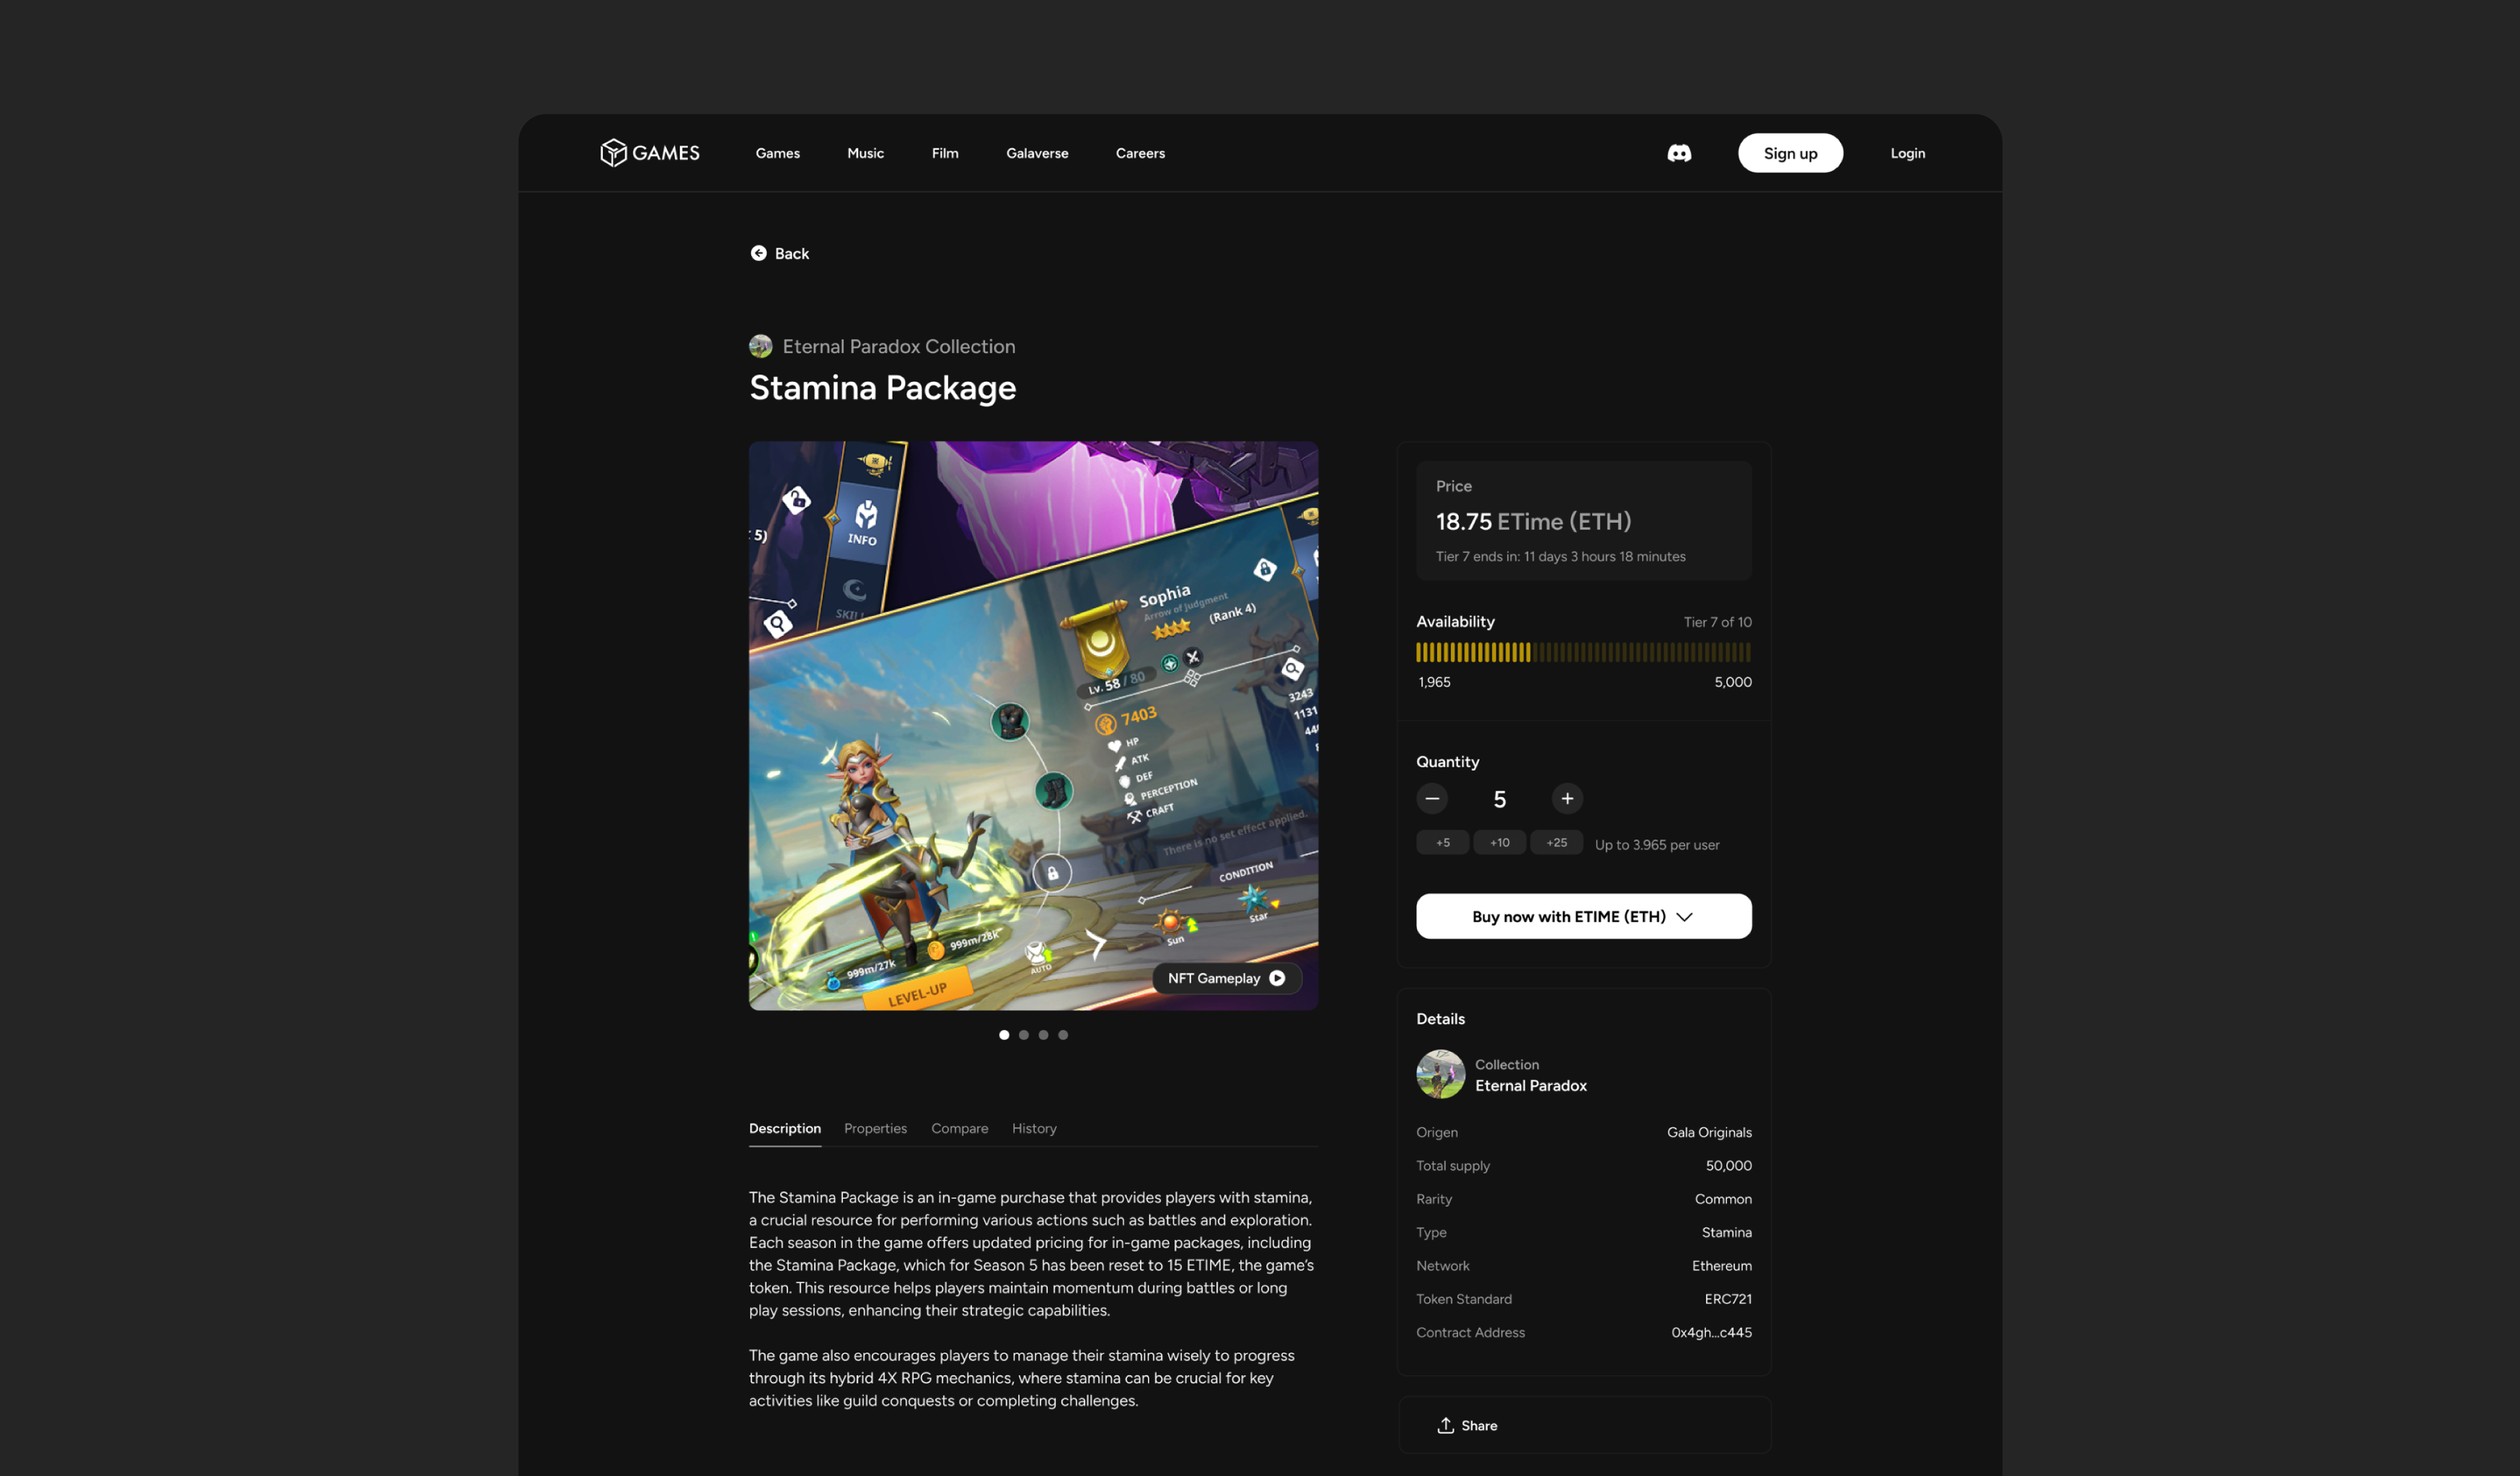 GAMES
Games
Music
Film
Galaverse
Careers
Sign up
Login
Back
Eternal Paradox Collection
Stamina Package
5)
INFO
SKILL
Sophia
Arrow of judgment
(Rank 4)
Lv. 58 / 80
7403
3243
1131
HP
ATK
DEF
PERCEPTION
CRAFT
There is no set effect applied.
CONDITION
Star
Sun
AUTO
999m/28k
999m/27k
LEVEL-UP
NFT Gameplay
Price
18.75 ETime (ETH)
Tier 7 ends in: 11 days 3 hours 18 minutes
Availability
Tier 7 of 10
1,965
5,000
Quantity
5
+5
+10
+25
Up to 3.965 per user
Buy now with ETIME (ETH)
Description
Properties
Compare
History
The Stamina Package is an in-game purchase that provides players with stamina,
a crucial resource for performing various actions such as battles and exploration.
Each season in the game offers updated pricing for in-game packages, including
the Stamina Package, which for Season 5 has been reset to 15 ETIME, the game's
token. This resource helps players maintain momentum during battles or long
play sessions, enhancing their strategic capabilities.
The game also encourages players to manage their stamina wisely to progress
through its hybrid 4X RPG mechanics, where stamina can be crucial for key
activities like guild conquests or completing challenges.
Details
Collection
Eternal Paradox
Origen
Gala Originals
Total supply
50,000
Rarity
Common
Type
Stamina
Network
Ethereum
Token Standard
ERC721
Contract Address
0x4gh...c445
Share